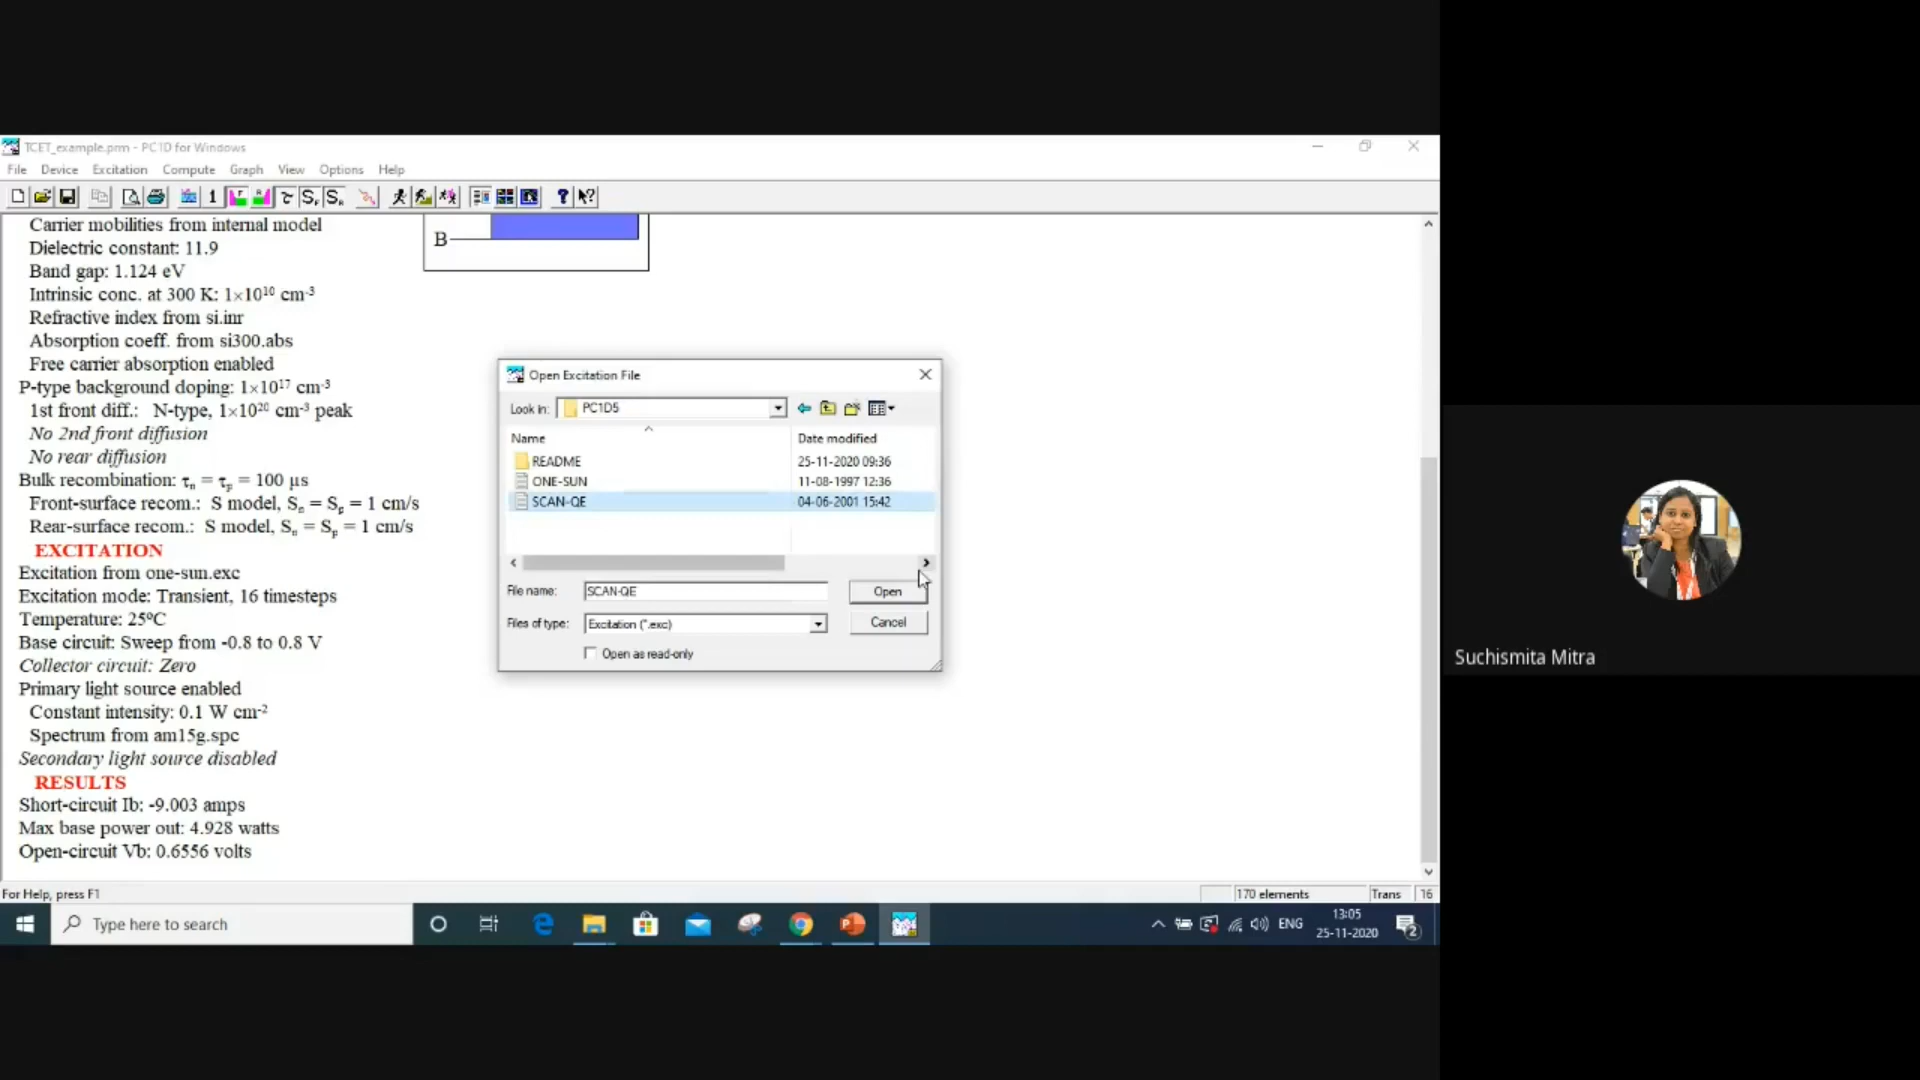 TCET_example.prm - PC1D for Windows
File Device Excitation Compute Graph View Options Help
Carrier mobilities from internal model
Dielectric constant: 11.9
Band gap: 1.124 eV
Intrinsic conc. at 300 K: 1×10¹⁰ cm⁻³
Refractive index from si.inr
Absorption coeff. from si300.abs
Free carrier absorption enabled
P-type background doping: 1×10¹⁷ cm⁻³
1st front diff.: N-type, 1×10²⁰ cm⁻³ peak
No 2nd front diffusion
No rear diffusion
Bulk recombination: τₙ = τₚ = 100 µs
Front-surface recom.: S model, Sₙ = Sₚ = 1 cm/s
Rear-surface recom.: S model, Sₙ = Sₚ = 1 cm/s
EXCITATION
Excitation from one-sun.exc
Excitation mode: Transient, 16 timesteps
Temperature: 25ºC
Base circuit: Sweep from -0.8 to 0.8 V
Collector circuit: Zero
Primary light source enabled
Constant intensity: 0.1 W cm⁻²
Spectrum from am15g.spc
Secondary light source disabled
RESULTS
Short-circuit Ib: -9.003 amps
Max base power out: 4.928 watts
Open-circuit Vb: 0.6556 volts
B
Open Excitation File
Look in: PC1D5
Name Date modified
README 25-11-2020 09:36
ONE-SUN 11-08-1997 12:36
SCAN-QE 04-06-2001 15:42
File name: SCAN-QE Open
Files of type: Excitation (*.exc) Cancel
Open as read-only
Suchismita Mitra
For Help, press F1 170 elements Trans 16
Type here to search
ENG
13:05
25-11-2020
2